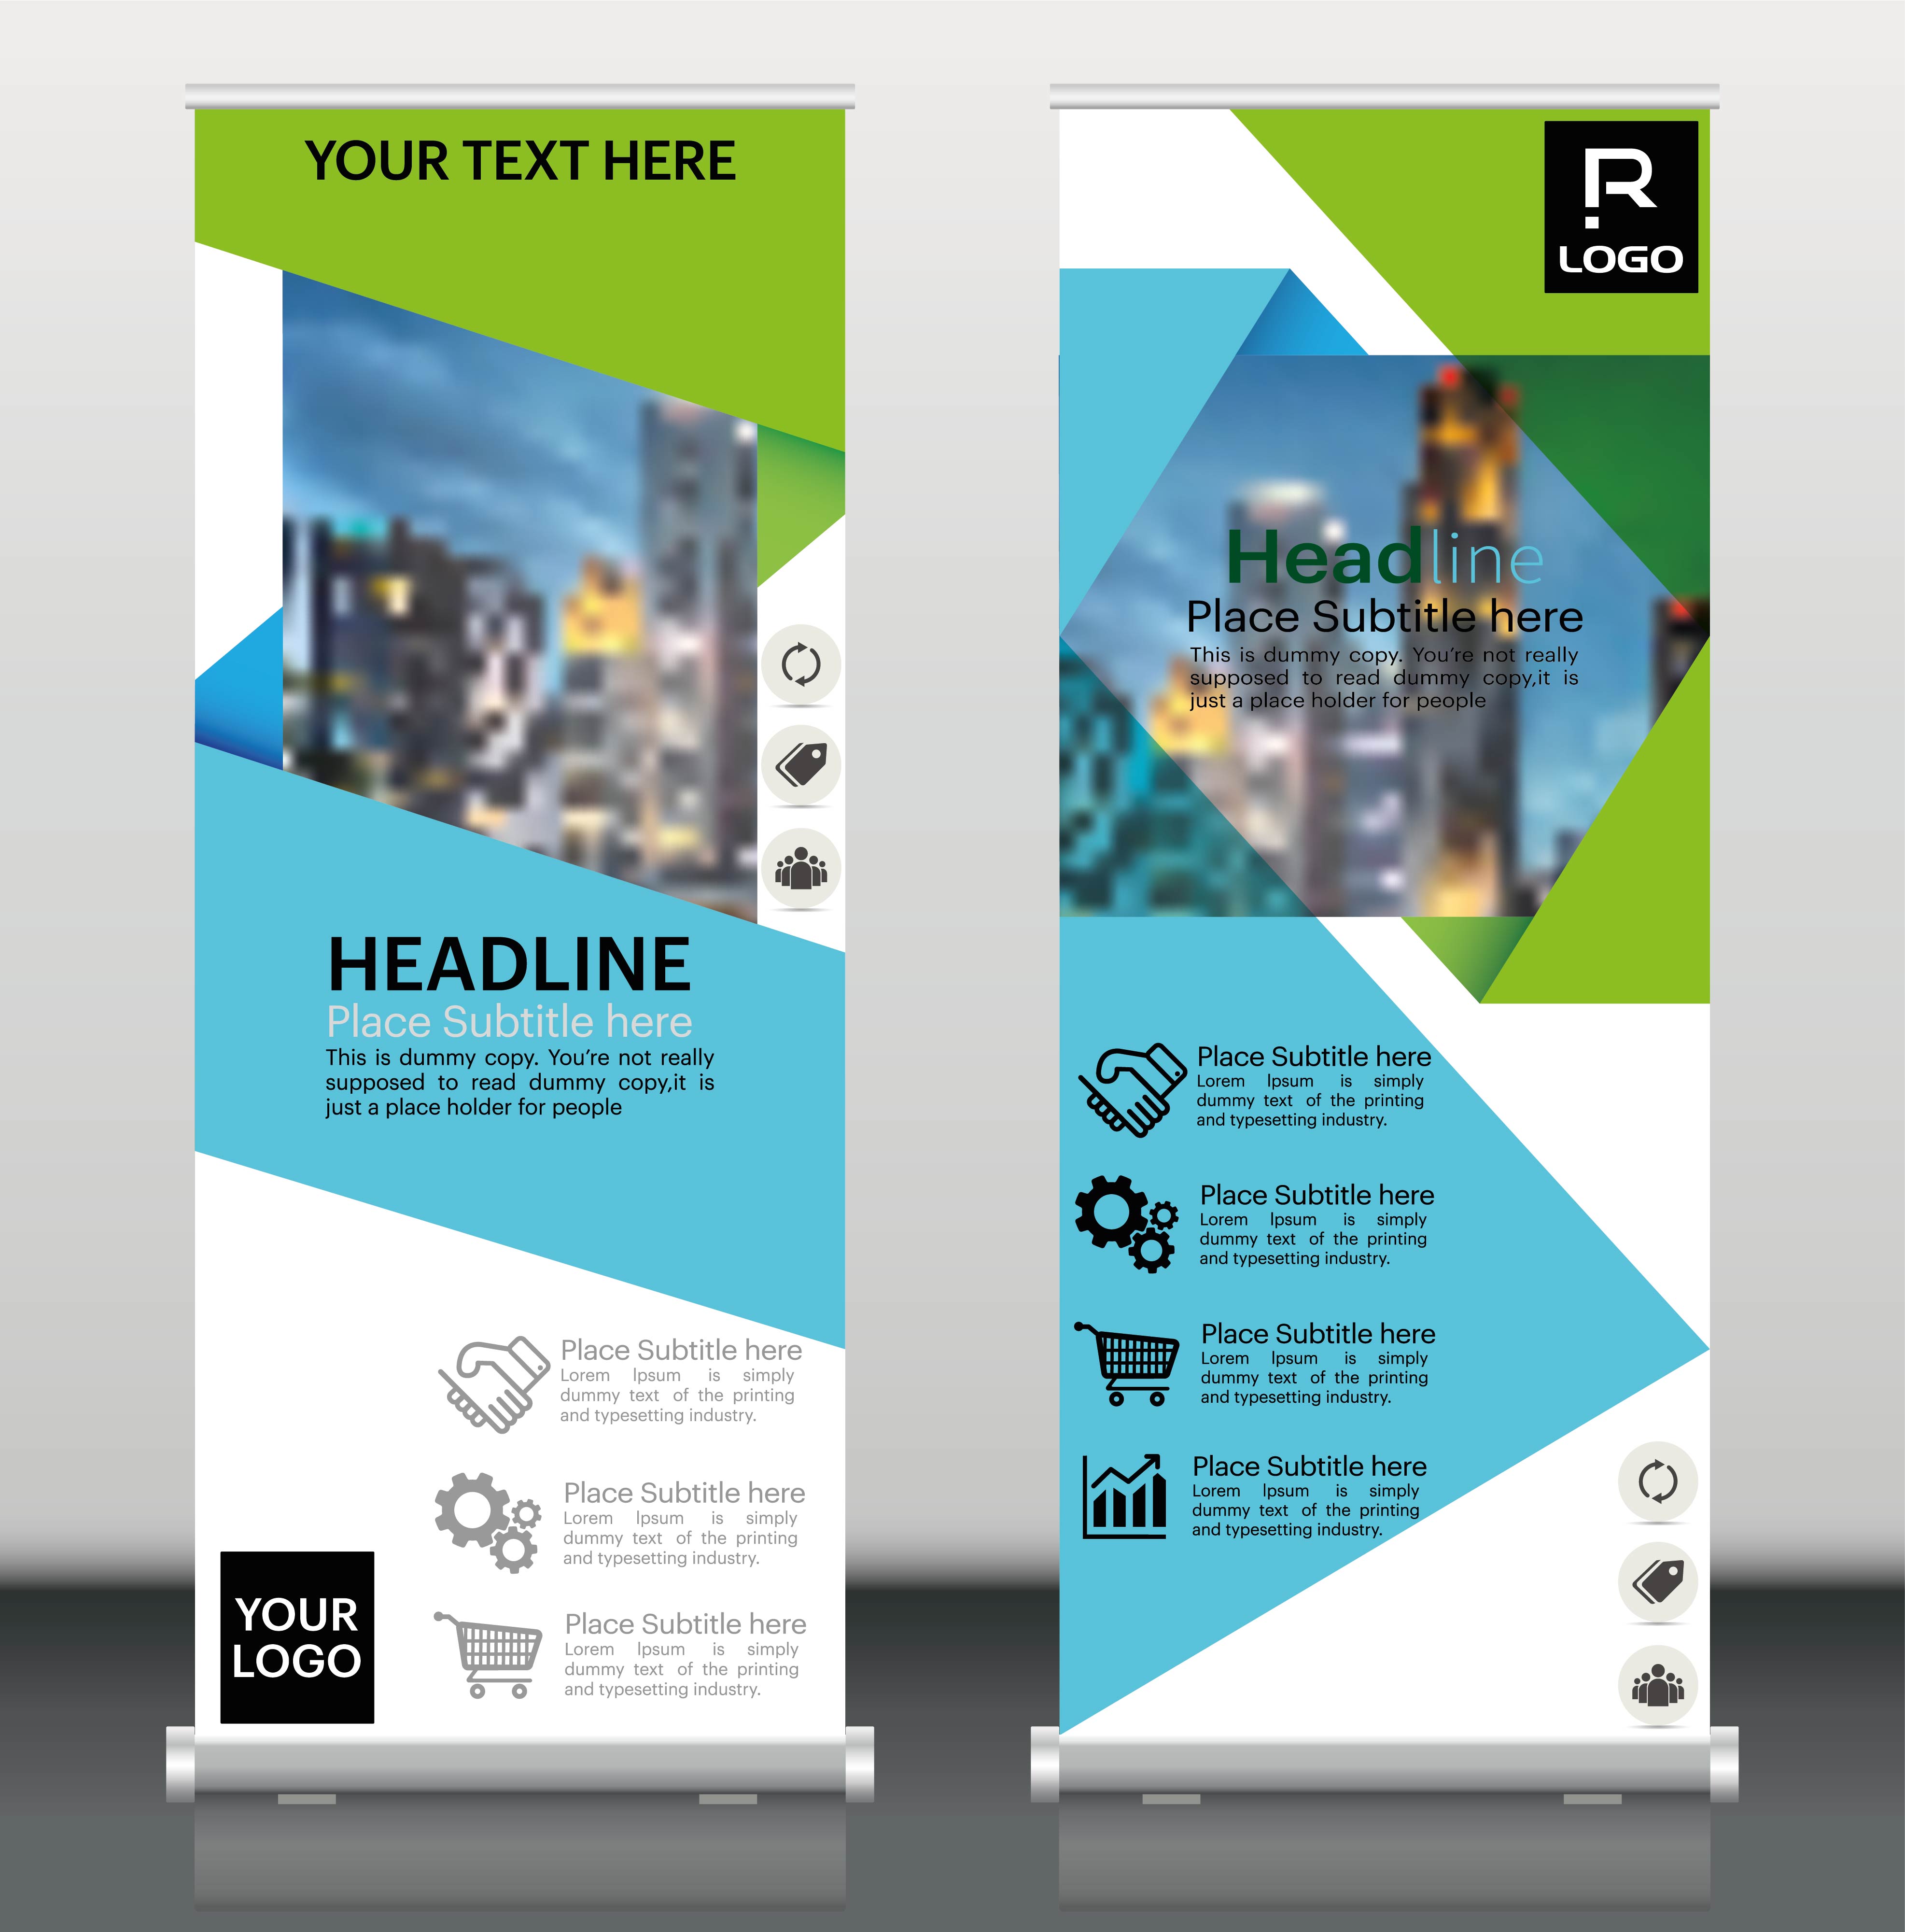 YOUR TEXT HERE
HEADLINE
Place Subtitle here
This is dummy copy. You're not really
supposed to read dummy copy,it is
just a place holder for people
Place Subtitle here
Lorem Ipsum is simply
dummy text of the printing
and typesetting industry.
Place Subtitle here
Lorem Ipsum is simply
dummy text of the printing
and typesetting industry.
Place Subtitle here
Lorem Ipsum is simply
dummy text of the printing
and typesetting industry.
YOUR
LOGO
R
LOGO
Headline
Place Subtitle here
This is dummy copy. You're not really
supposed to read dummy copy,it is
just a place holder for people
Place Subtitle here
Lorem Ipsum is simply
dummy text of the printing
and typesetting industry.
Place Subtitle here
Lorem Ipsum is simply
dummy text of the printing
and typesetting industry.
Place Subtitle here
Lorem Ipsum is simply
dummy text of the printing
and typesetting industry.
Place Subtitle here
Lorem Ipsum is simply
dummy text of the printing
and typesetting industry.